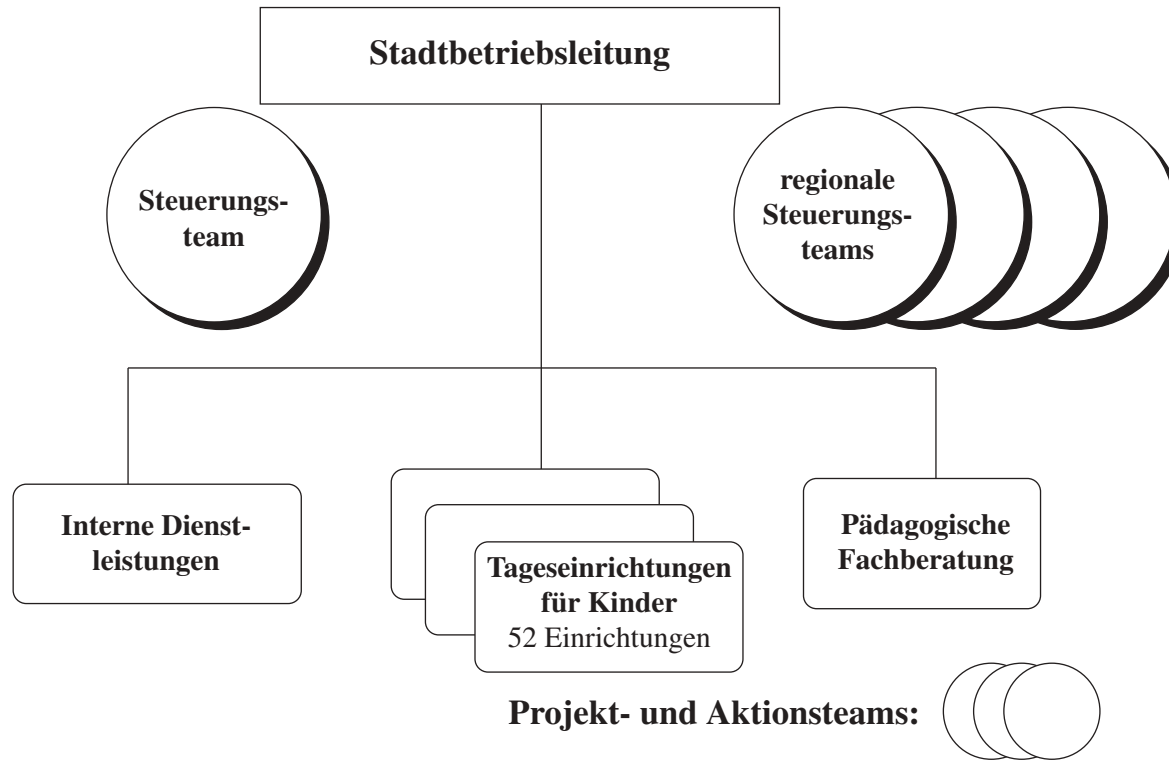 Stadtbetriebsleitung
Steuerungs-
team
regionale
Steuerungs-
teams
Interne Dienst-
leistungen
Tageseinrichtungen
für Kinder
52 Einrichtungen
Pädagogische
Fachberatung
Projekt- und Aktionsteams: